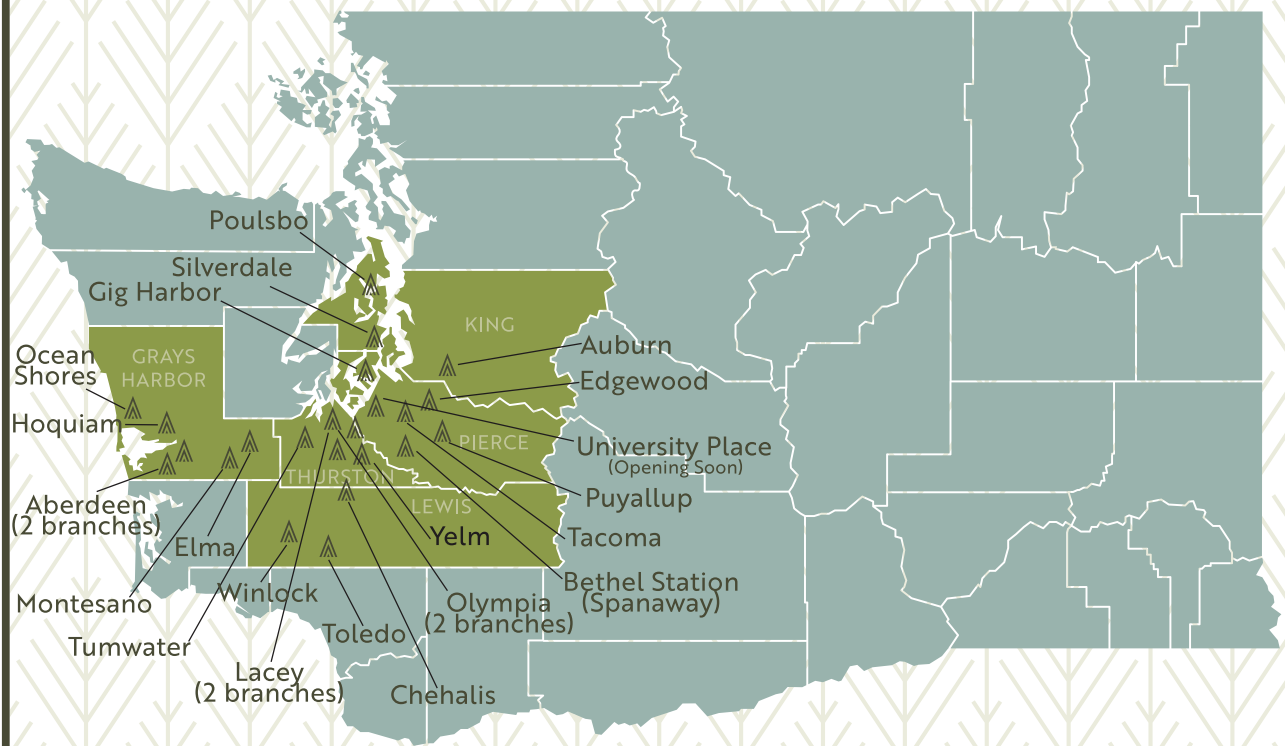 Poulsbo
Silverdale
Gig Harbor
KING
GRAYS
HARBOR
Ocean
Shores
Auburn
Edgewood
Hoquiam
University Place
(Opening Soon)
PIERCE
THURSTON
Puyallup
LEWIS
Aberdeen
(2 branches)
Yelm
Tacoma
Elma
Bethel Station
(Spanaway)
Winlock
Montesano
Olympia
(2 branches)
Toledo
Tumwater
Lacey
(2 branches)
Chehalis